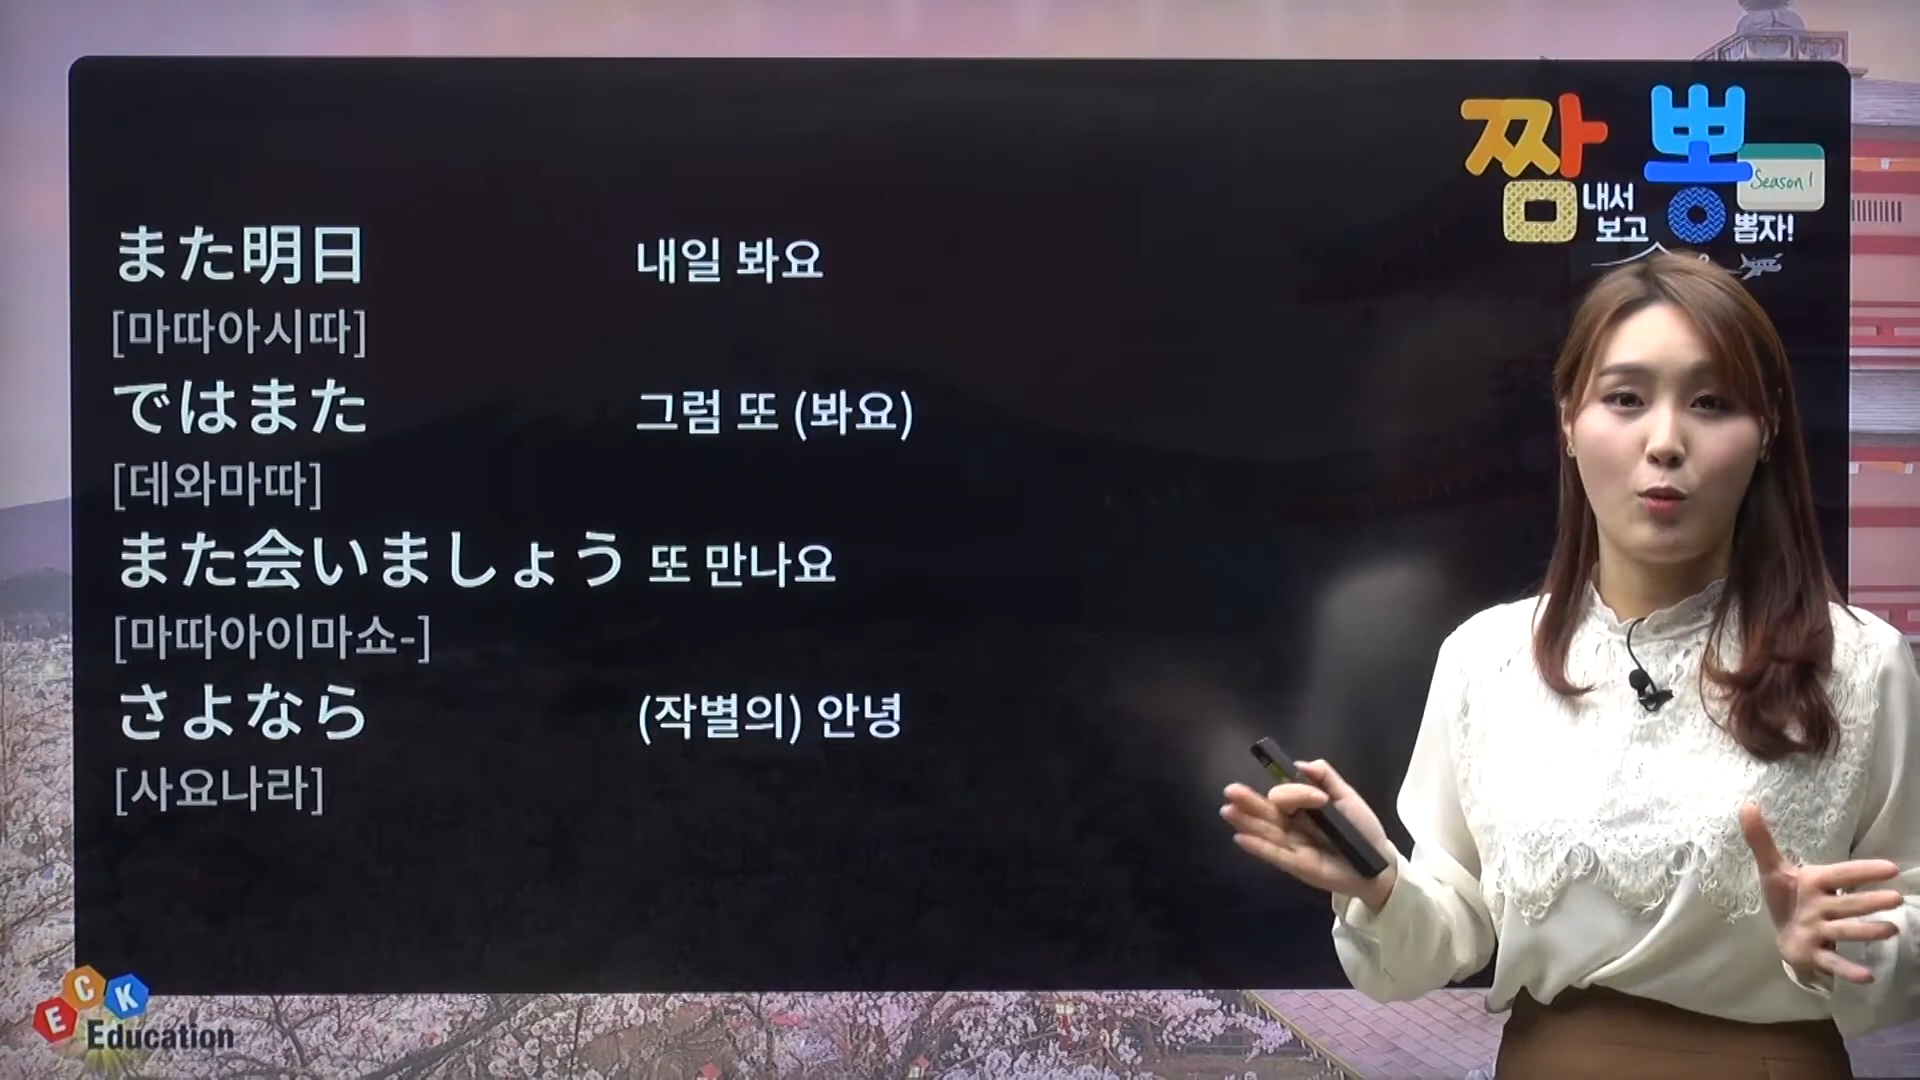 짬뽕
Season 1
내서 보고 뽑자!
また明日 내일 봐요
[마따아시따]
ではまた 그럼 또 (봐요)
[데와마따]
また会いましょう 또 만나요
[마따아이마쇼-]
さよなら (작별의) 안녕
[사요나라]
ECK
Education